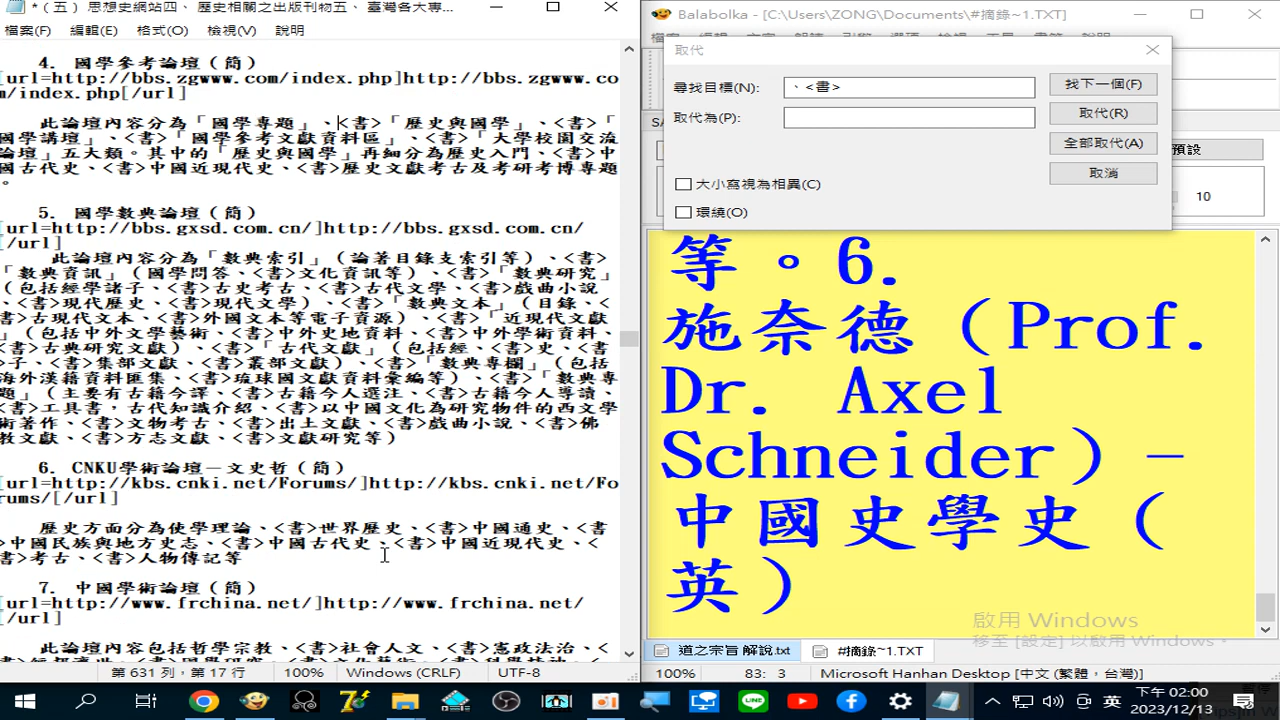 *（五）思想史網站四、 歷史相關之出版刊物五、 臺灣各大專...
檔案(F)
編輯(E)
格式(O)
檢視(V)
說明
4. 國學參考論壇（簡）
[url=http://bbs.zgwww.com/index.php]http://bbs.zgwww.co
m/index.php[/url]
此論壇內容分為「國學專題」、<書>「歷史與國學」、<書>「
國學講壇」、<書>「國學參考文獻資料區」、<書>「大學校園交流
論壇」五大類。其中的「歷史與國學」再細分為歷史入門、<書>中
國古代史、<書>中國近現代史、<書>歷史文獻考古及考研考博專題
。
5. 國學數典論壇（簡）
[url=http://bbs.gxsd.com.cn/]http://bbs.gxsd.com.cn/
[/url]
此論壇內容分為「數典索引」（論著目錄支索引等）、<書>
「數典資訊」（國學問答、<書>文化資訊等）、<書>「數典研究」
（包括經學諸子、<書>古史考古、<書>古代文學、<書>戲曲小說
、<書>現代歷史、<書>現代文學）、<書>「數典文本」（目錄、<
書>古現代文本、<書>外國文本等電子資源）、<書>「近現代文獻
」（包括中外文學藝術、<書>中外史地資料、<書>中外學術資料、
<書>古典研究文獻）、<書>「古代文獻」（包括經、<書>史、<書
>子、<書>集部文獻、<書>叢部文獻）、<書>「數典專欄」（包括
海外漢籍資料匯集、<書>琉球國文獻資料彙編等）、<書>「數典專
題」（主要有古籍今譯、<書>古籍今人選注、<書>古籍今人導讀、
<書>工具書，古代知識介紹、<書>以中國文化為研究物件的西文學
術著作、<書>文物考古、<書>出土文獻、<書>戲曲小說、<書>佛
教文獻、<書>方志文獻、<書>文獻研究等）
6. CNKU學術論壇－文史哲（簡）
[url=http://kbs.cnki.net/Forums/]http://kbs.cnki.net/Fo
rums/[/url]
歷史方面分為使學理論、<書>世界歷史、<書>中國通史、<書
>中國民族與地方史志、<書>中國古代史、<書>中國近現代史、<
書>考古、<書>人物傳記等
7. 中國學術論壇（簡）
[url=http://www.frchina.net/]http://www.frchina.net/
[/url]
此論壇內容包括哲學宗教、<書>社會人文、<書>憲政法治、<
第 631 列，第 17 行
100%
Windows (CRLF)
UTF-8
Balabolka - [C:\Users\ZONG\Documents\#摘錄~1.TXT]
取代
尋找目標(N):
、<書>
找下一個(F)
取代為(P):
取代(R)
全部取代(A)
取消
大小寫視為相異(C)
環繞(O)
預設
10
等。6.
施奈德（Prof.
Dr. Axel
Schneider）-
中國史學史（
英）
啟用 Windows
移至 [設定] 以啟用 Windows。
道之宗旨 解說.txt
#摘錄~1.TXT
100%
83: 3
Microsoft Hanhan Desktop [中文 (繁體，台灣)]
英
下午 02:00
2023/12/13